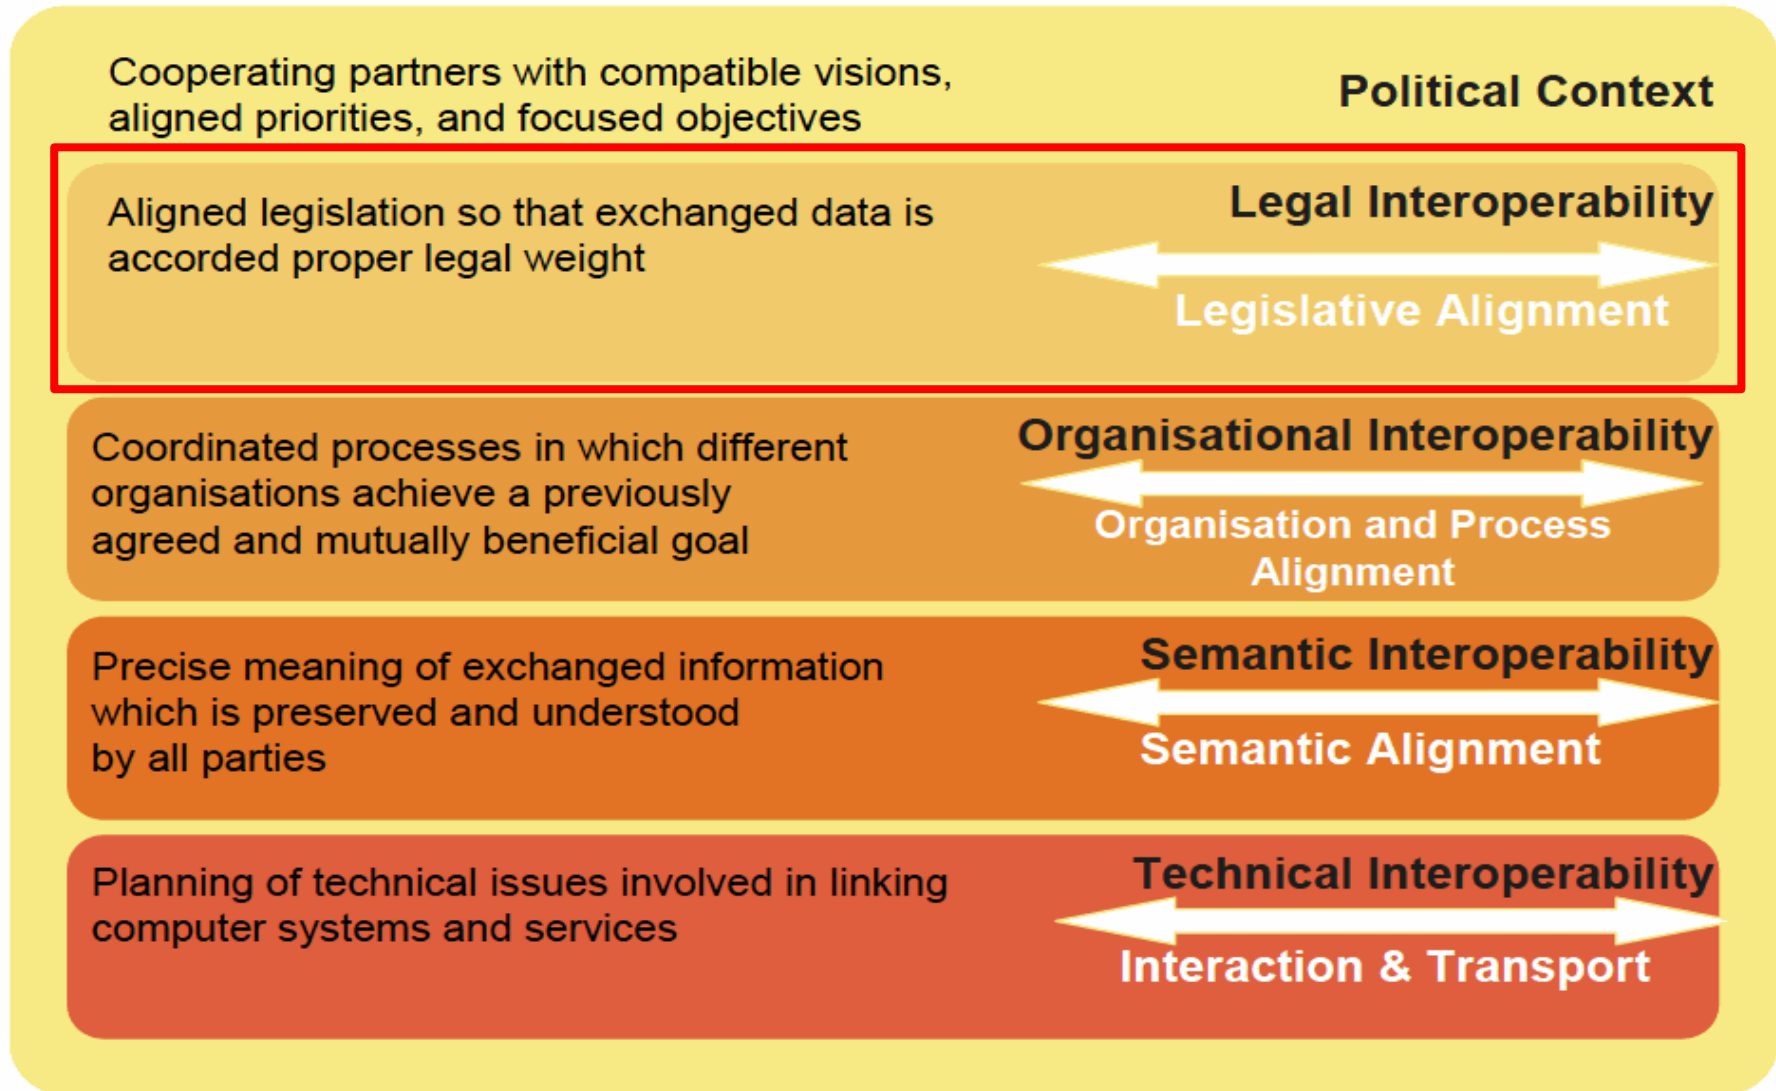 Cooperating partners with compatible visions,
aligned priorities, and focused objectives
Political Context
Aligned legislation so that exchanged data is
accorded proper legal weight
Legal Interoperability
Legislative Alignment
Coordinated processes in which different
organisations achieve a previously
agreed and mutually beneficial goal
Organisational Interoperability
Organisation and Process
Alignment
Precise meaning of exchanged information
which is preserved and understood
by all parties
Semantic Interoperability
Semantic Alignment
Planning of technical issues involved in linking
computer systems and services
Technical Interoperability
Interaction & Transport